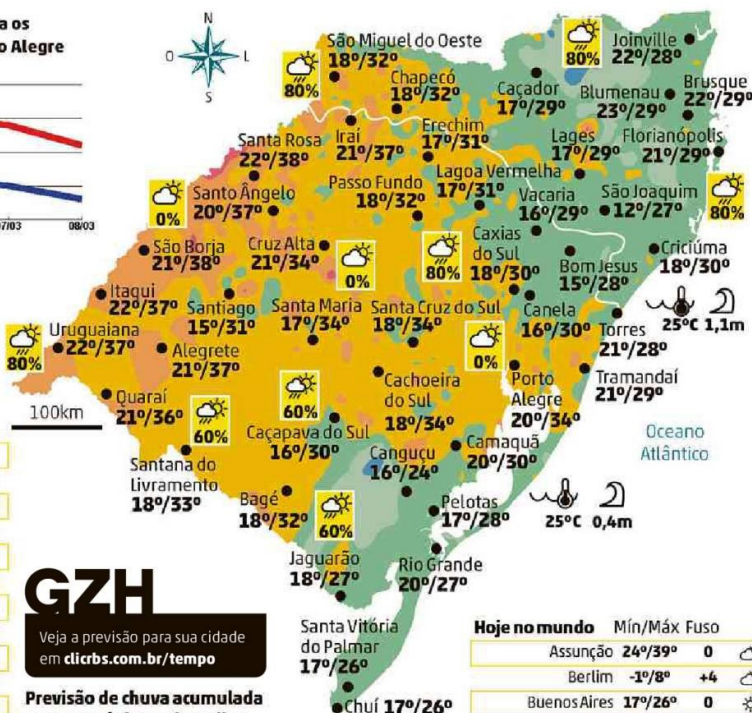 a os
o Alegre
07/03
08/03
N
O
L
S
80%
São Miguel do Oeste
18º/32º
Chapecó
18º/32º
Caçador
17º/29º
80%
Joinville
22º/28º
Blumenau
23º/29º
Brusque
22º/29º
Santa Rosa
22º/38º
Iraí
21º/37º
Erechim
17º/31º
Lages
17º/29º
Florianópolis
21º/29º
80%
0%
Santo Ângelo
20º/37º
Passo Fundo
18º/32º
Lagoa Vermelha
17º/31º
Vacaria
16º/29º
São Joaquim
12º/27º
São Borja
21º/38º
Cruz Alta
21º/34º
0%
80%
Caxias
do Sul
18º/30º
Bom Jesus
15º/28º
Criciúma
18º/30º
Itaqui
22º/37º
Santiago
15º/31º
Santa Maria
17º/34º
Santa Cruz do Sul
18º/34º
Canela
16º/30º
Torres
21º/28º
25ºC 1,1m
80%
Uruguaiana
22º/37º
Alegrete
21º/37º
0%
Quaraí
21º/36º
100km
60%
60%
Cachoeira
do Sul
18º/34º
Porto
Alegre
20º/34º
Tramandaí
21º/29º
Caçapava do Sul
16º/30º
Canguçu
16º/24º
Camaquã
20º/30º
Oceano
Atlântico
Santana do
Livramento
18º/33º
Bagé
18º/32º
60%
Pelotas
17º/28º
25ºC 0,4m
Jaguarão
18º/27º
Rio Grande
20º/27º
GZH
Veja a previsão para sua cidade
em clicrbs.com.br/tempo
Santa Vitória
do Palmar
17º/26º
Chuí 17º/26º
Hoje no mundo Mín/Máx Fuso
Assunção 24º/39º 0
Berlim -1º/8º +4
Buenos Aires 17º/26º 0
Previsão de chuva acumulada